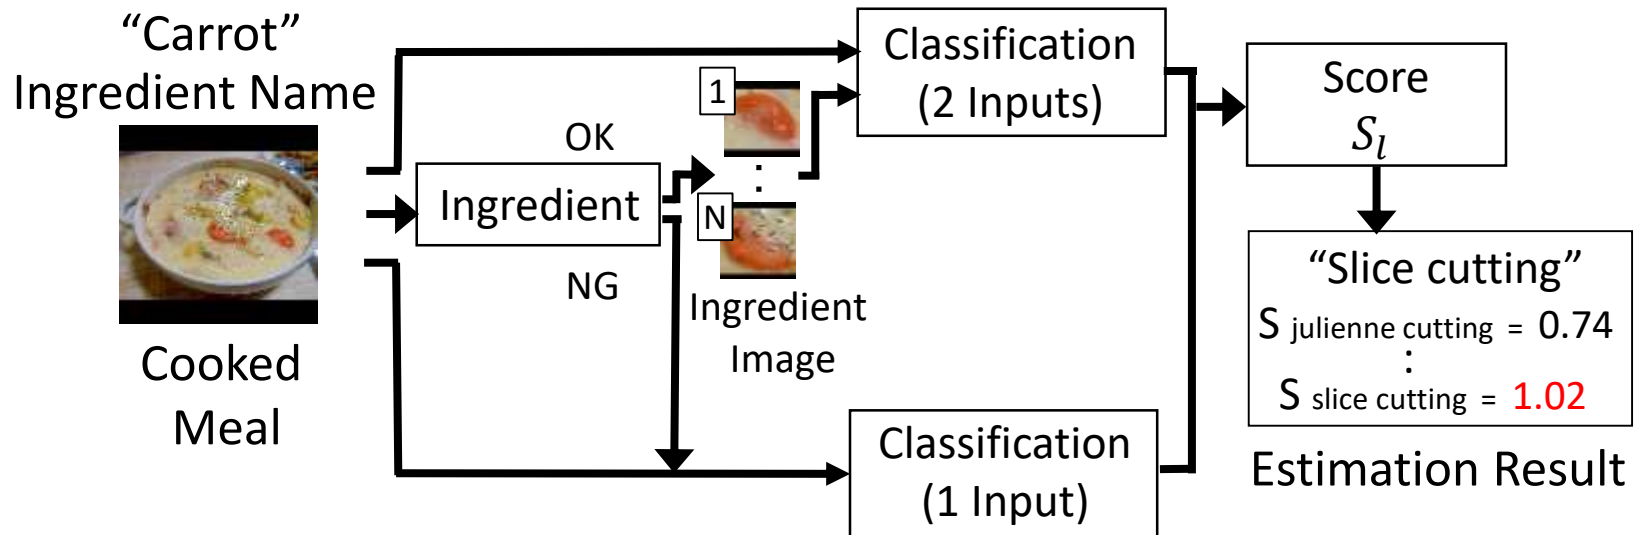 “Carrot”
Ingredient Name
Cooked
Meal
Ingredient
OK
NG
1
:
N
Ingredient
Image
Classification
(2 Inputs)
Classification
(1 Input)
Score
S_l
“Slice cutting”
S julienne cutting = 0.74
:
S slice cutting = 1.02
Estimation Result